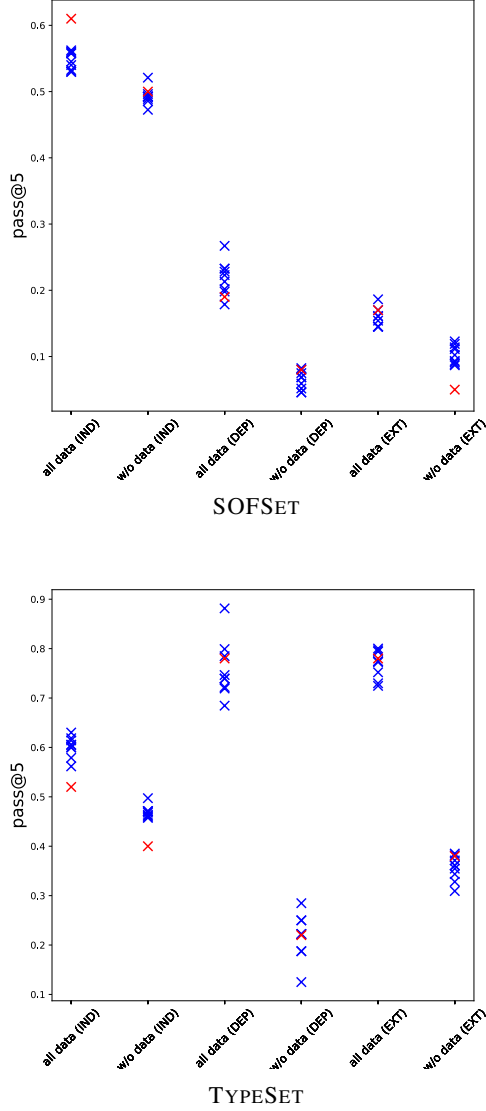 0.6
0.5
0.4
0.3
0.2
0.1
pass@5
all data (IND)
w/o data (IND)
all data (DEP)
w/o data (DEP)
all data (EXT)
w/o data (EXT)
SOFSET
0.9
0.8
0.7
0.6
0.5
0.4
0.3
0.2
0.1
pass@5
all data (IND)
w/o data (IND)
all data (DEP)
w/o data (DEP)
all data (EXT)
w/o data (EXT)
TYPESET